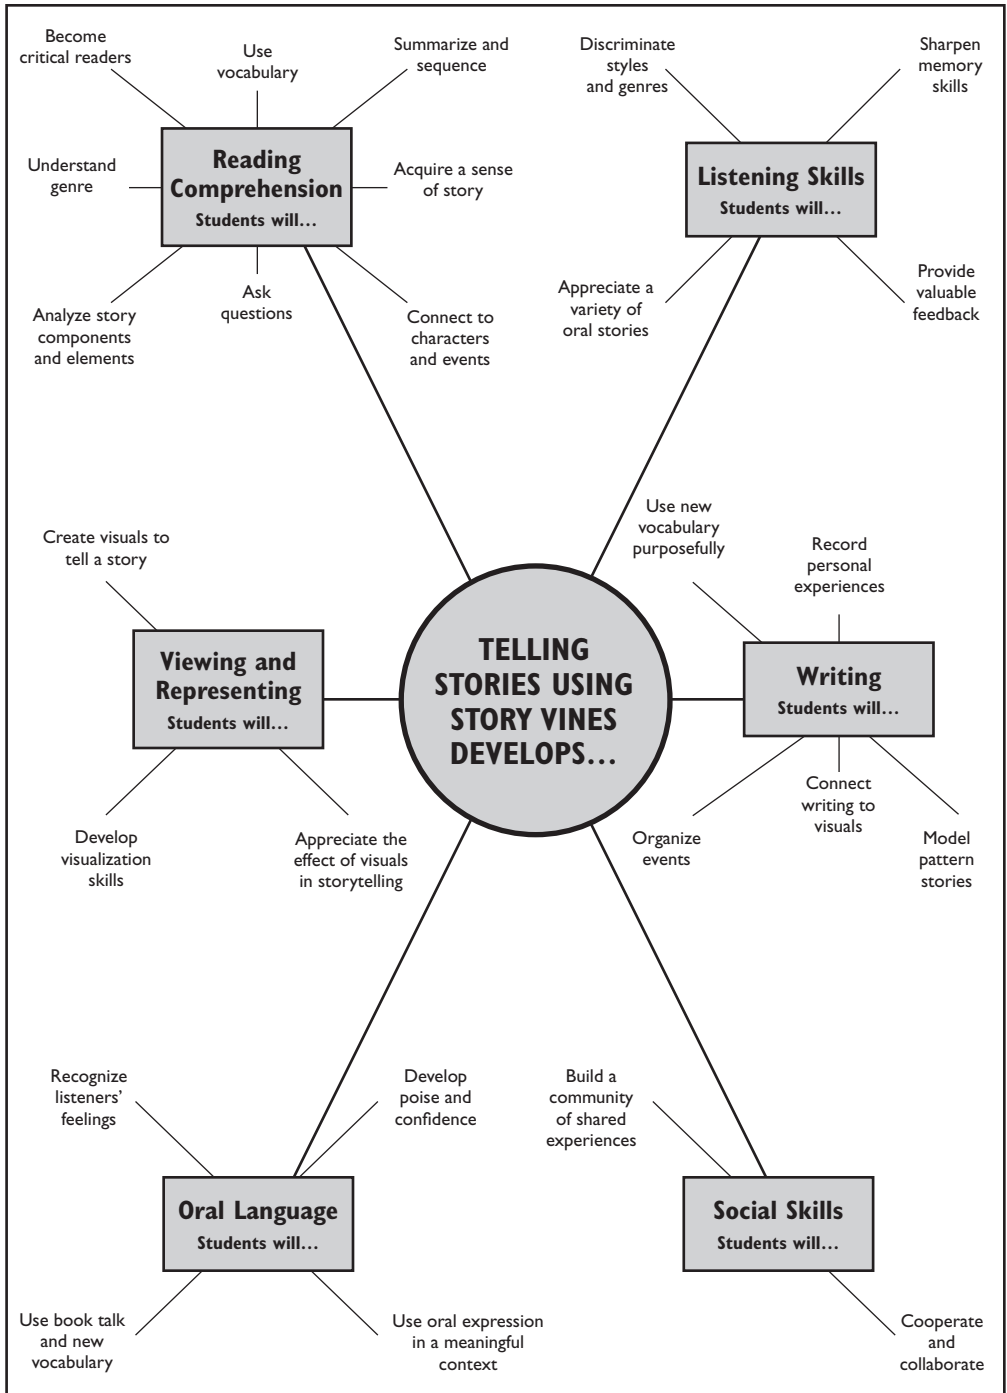 Become
critical readers
Use
vocabulary
Summarize and
sequence
Understand
genre
Reading
Comprehension
Students will…
Acquire a sense
of story
Analyze story
components
and elements
Ask
questions
Connect to
characters
and events
Discriminate
styles
and genres
Sharpen
memory
skills
Listening Skills
Students will…
Appreciate a
variety of
oral stories
Provide
valuable
feedback
Create visuals to
tell a story
Viewing and
Representing
Students will…
Develop
visualization
skills
Appreciate the
effect of visuals
in storytelling
TELLING
STORIES USING
STORY VINES
DEVELOPS…
Use new
vocabulary
purposefully
Record
personal
experiences
Writing
Students will…
Organize
events
Connect
writing to
visuals
Model
pattern
stories
Recognize
listeners’
feelings
Develop
poise and
confidence
Oral Language
Students will…
Use book talk
and new
vocabulary
Use oral expression
in a meaningful
context
Build a
community
of shared
experiences
Social Skills
Students will…
Cooperate
and
collaborate